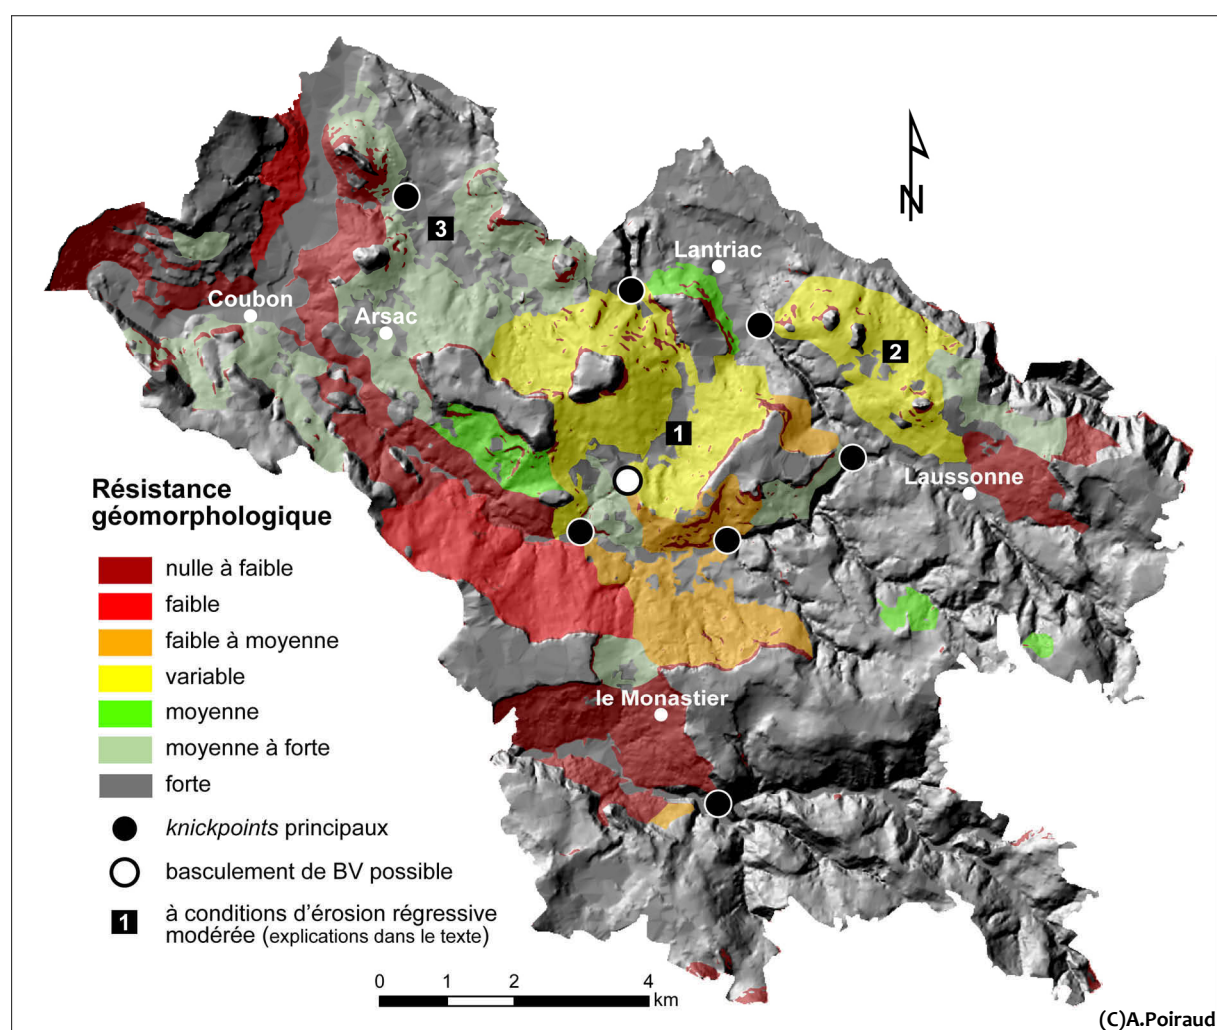 N
3
Lantriac
Coubon
Arsac
2
1
Laussonne
le Monastier
Résistance
géomorphologique
nulle à faible
faible
faible à moyenne
variable
moyenne
moyenne à forte
forte
knickpoints principaux
basculement de BV possible
1
à conditions d'érosion régressive
modérée (explications dans le texte)
0 1 2 4
km
(C)A.Poiraud